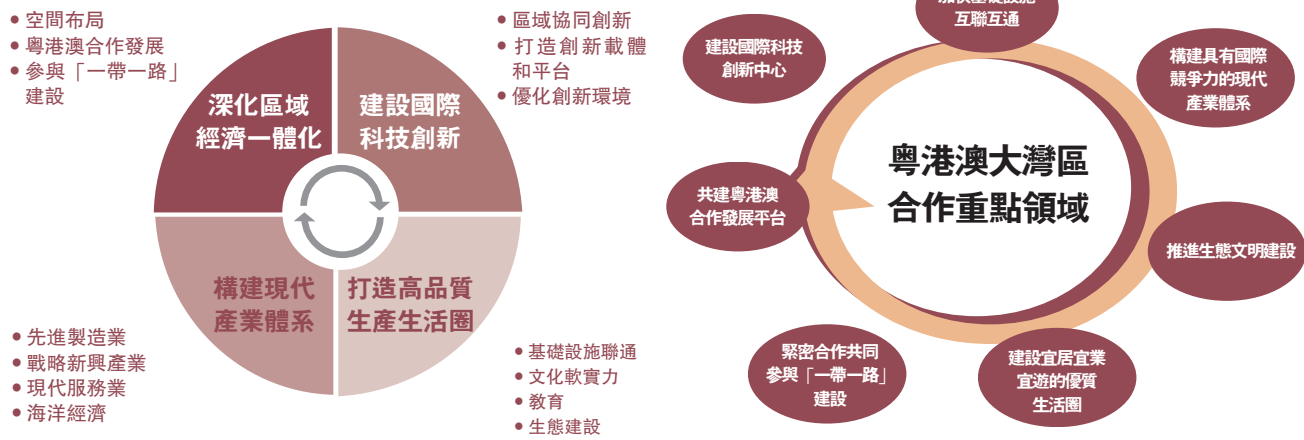 • 空間布局
• 粵港澳合作發展
• 參與「一帶一路」
建設
• 區域協同創新
• 打造創新載體
和平台
• 優化創新環境
深化區域
經濟一體化
建設國際
科技創新
構建現代
產業體系
打造高品質
生產生活圈
• 先進製造業
• 戰略新興產業
• 現代服務業
• 海洋經濟
• 基礎設施聯通
• 文化軟實力
• 教育
• 生態建設
加快基礎設施
互聯互通
建設國際科技
創新中心
構建具有國際
競爭力的現代
產業體系
粵港澳大灣區
合作重點領域
共建粵港澳
合作發展平台
推進生態文明建設
緊密合作共同
參與「一帶一路」
建設
建設宜居宜業
宜遊的優質
生活圈